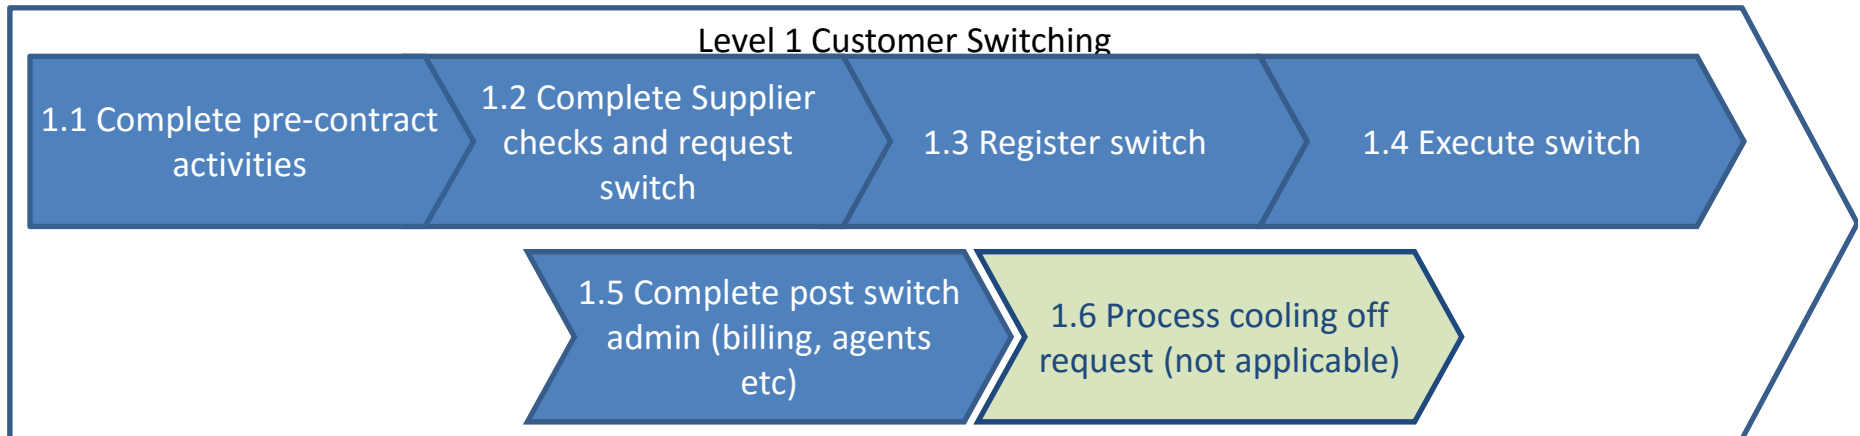 Level 1 Customer Switching
1.1 Complete pre-contract
activities
1.2 Complete Supplier
checks and request
switch
1.3 Register switch
1.4 Execute switch
1.5 Complete post switch
admin (billing, agents
etc)
1.6 Process cooling off
request (not applicable)